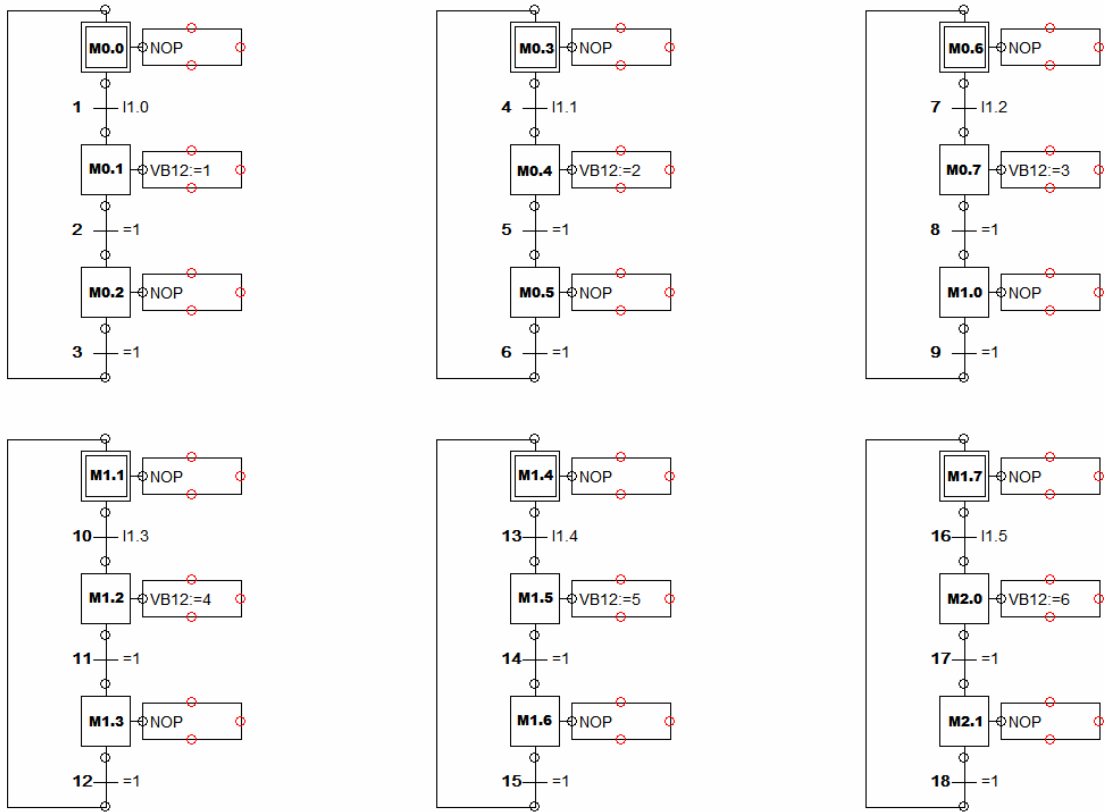 M0.0 NOP
1 I1.0
M0.1 VB12:=1
2 =1
M0.2 NOP
3 =1
M0.3 NOP
4 I1.1
M0.4 VB12:=2
5 =1
M0.5 NOP
6 =1
M0.6 NOP
7 I1.2
M0.7 VB12:=3
8 =1
M1.0 NOP
9 =1
M1.1 NOP
10 I1.3
M1.2 VB12:=4
11 =1
M1.3 NOP
12 =1
M1.4 NOP
13 I1.4
M1.5 VB12:=5
14 =1
M1.6 NOP
15 =1
M1.7 NOP
16 I1.5
M2.0 VB12:=6
17 =1
M2.1 NOP
18 =1